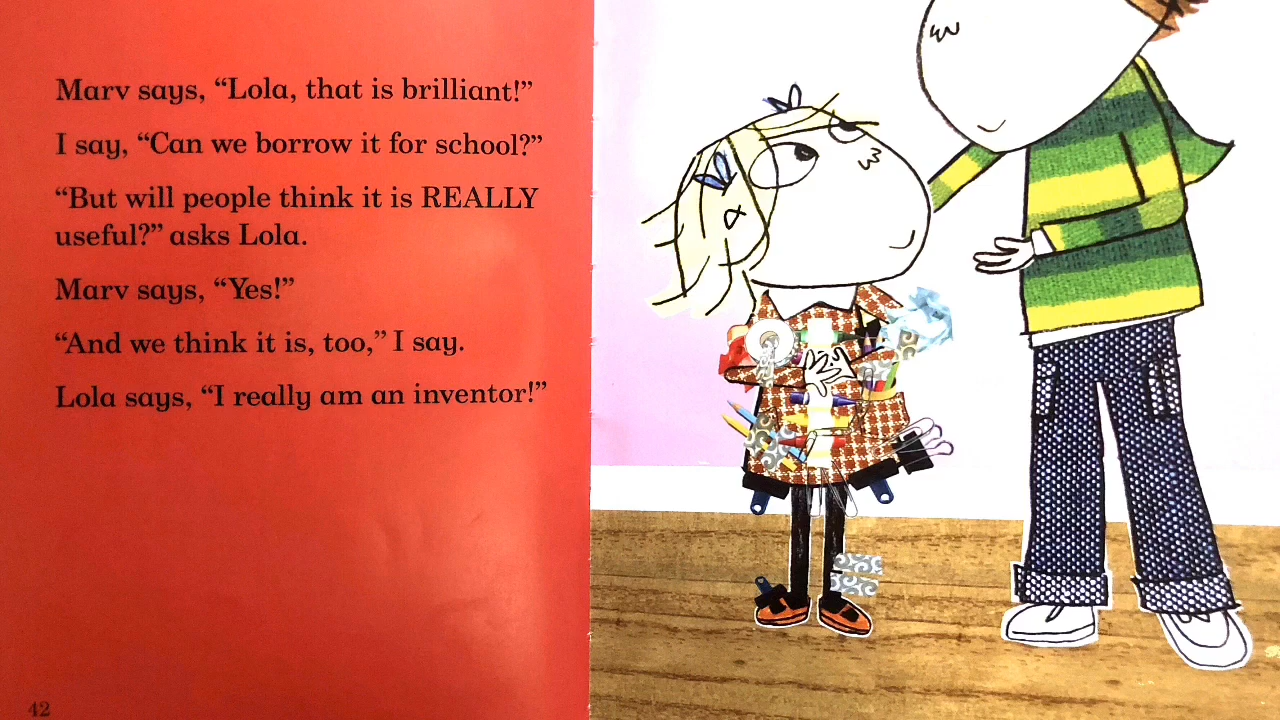 Marv says, “Lola, that is brilliant!”
I say, “Can we borrow it for school?”
“But will people think it is REALLY
useful?” asks Lola.
Marv says, “Yes!”
“And we think it is, too,” I say.
Lola says, “I really am an inventor!”
42